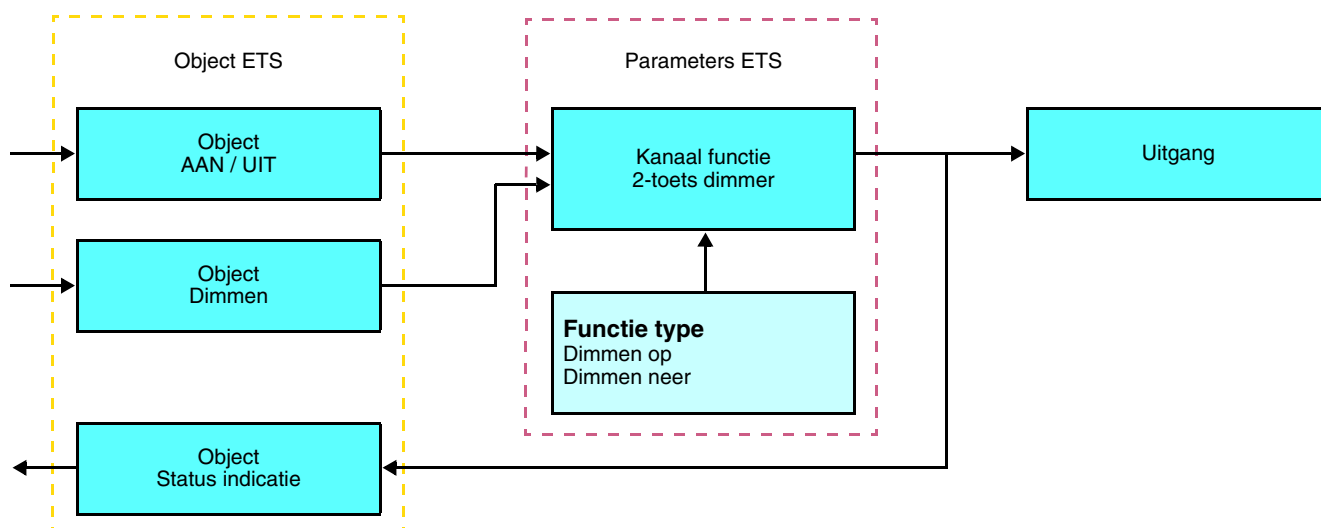 Object ETS
Parameters ETS
Object
AAN / UIT
Kanaal functie
2-toets dimmer
Uitgang
Object
Dimmen
Functie type
Dimmen op
Dimmen neer
Object
Status indicatie